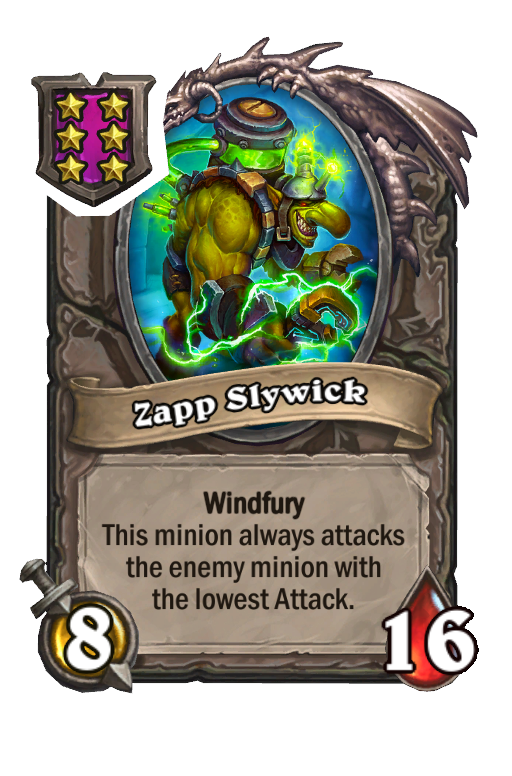 Zapp Slywick
Windfury
This minion always attacks
the enemy minion with
the lowest Attack.
8
16